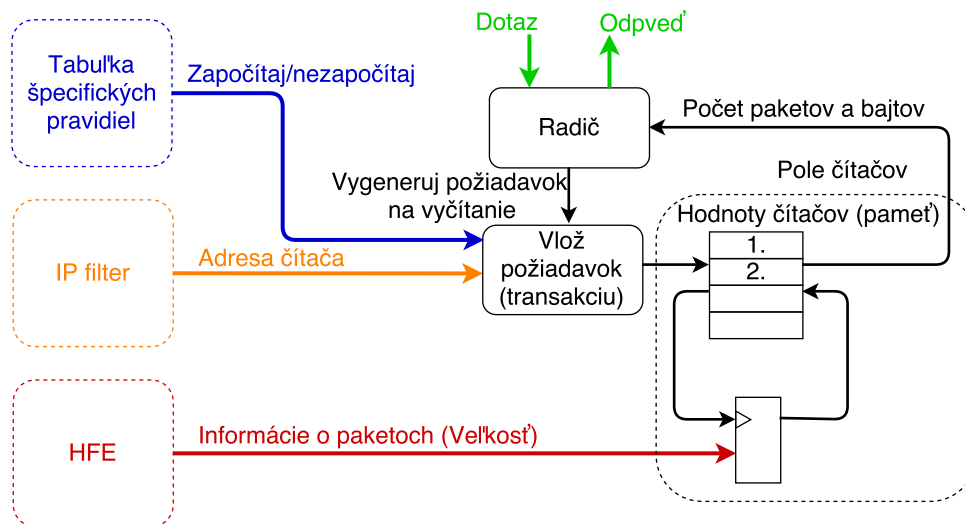 Dotaz
Odpveď
Tabuľka
špecifických
pravidiel
Započítaj/nezapočítaj
Radič
Počet paketov a bajtov
Vygeneruj požiadavok
na vyčítanie
Pole čítačov
Hodnoty čítačov (pameť)
1.
2.
Vlož
požiadavok
(transakciu)
IP filter
Adresa čítača
HFE
Informácie o paketoch (Veľkosť)